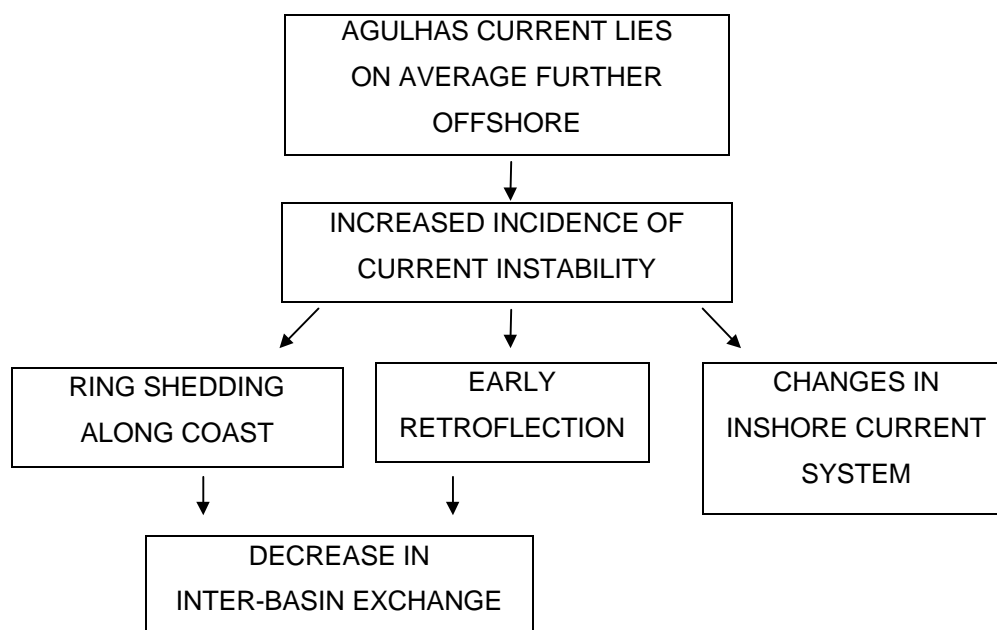 AGULHAS CURRENT LIES
ON AVERAGE FURTHER
OFFSHORE
INCREASED INCIDENCE OF
CURRENT INSTABILITY
RING SHEDDING
ALONG COAST
EARLY
RETROFLECTION
CHANGES IN
INSHORE CURRENT
SYSTEM
DECREASE IN
INTER-BASIN EXCHANGE